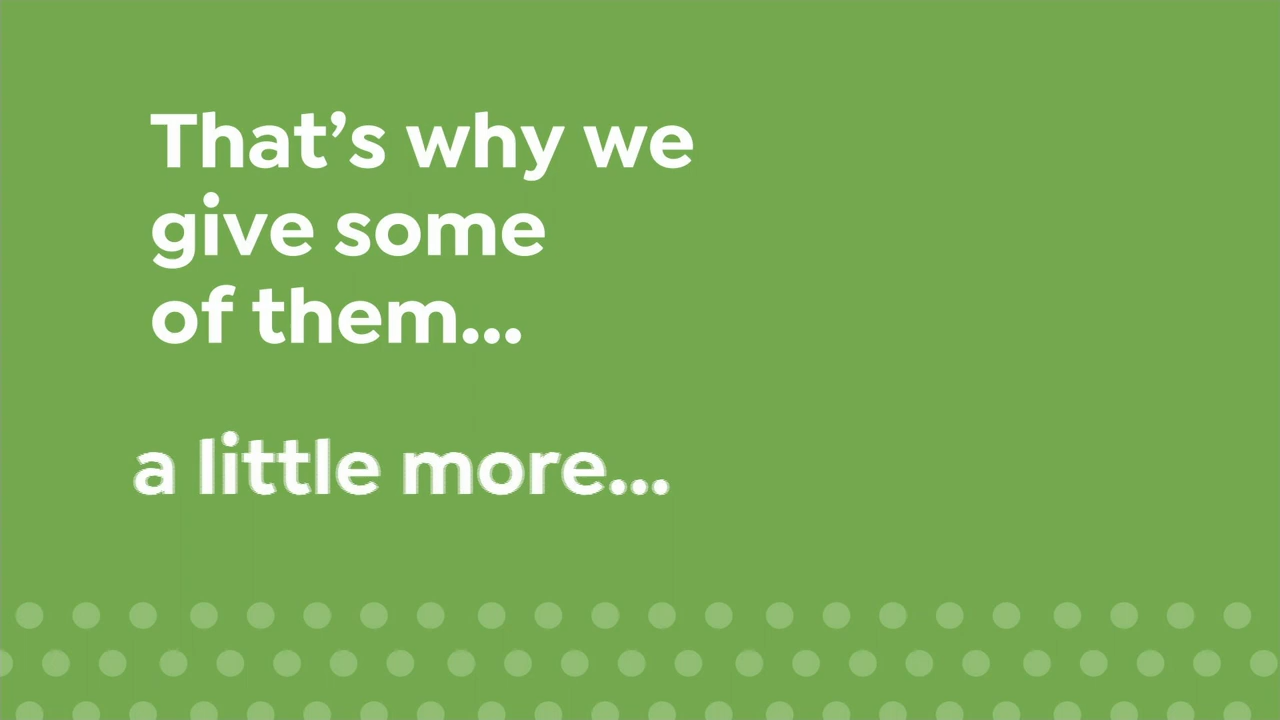 That’s why we
give some
of them...
a little more...